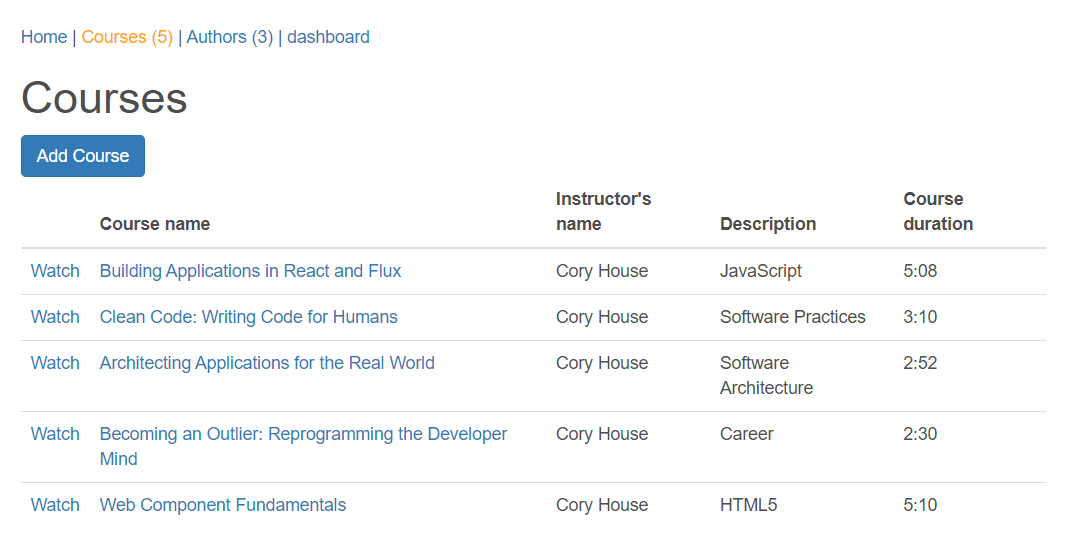 Home | Courses (5) | Authors (3) | dashboard
Courses
Add Course
Course name Instructor's name Description Course duration
Watch Building Applications in React and Flux Cory House JavaScript 5:08
Watch Clean Code: Writing Code for Humans Cory House Software Practices 3:10
Watch Architecting Applications for the Real World Cory House Software Architecture 2:52
Watch Becoming an Outlier: Reprogramming the Developer Mind Cory House Career 2:30
Watch Web Component Fundamentals Cory House HTML5 5:10